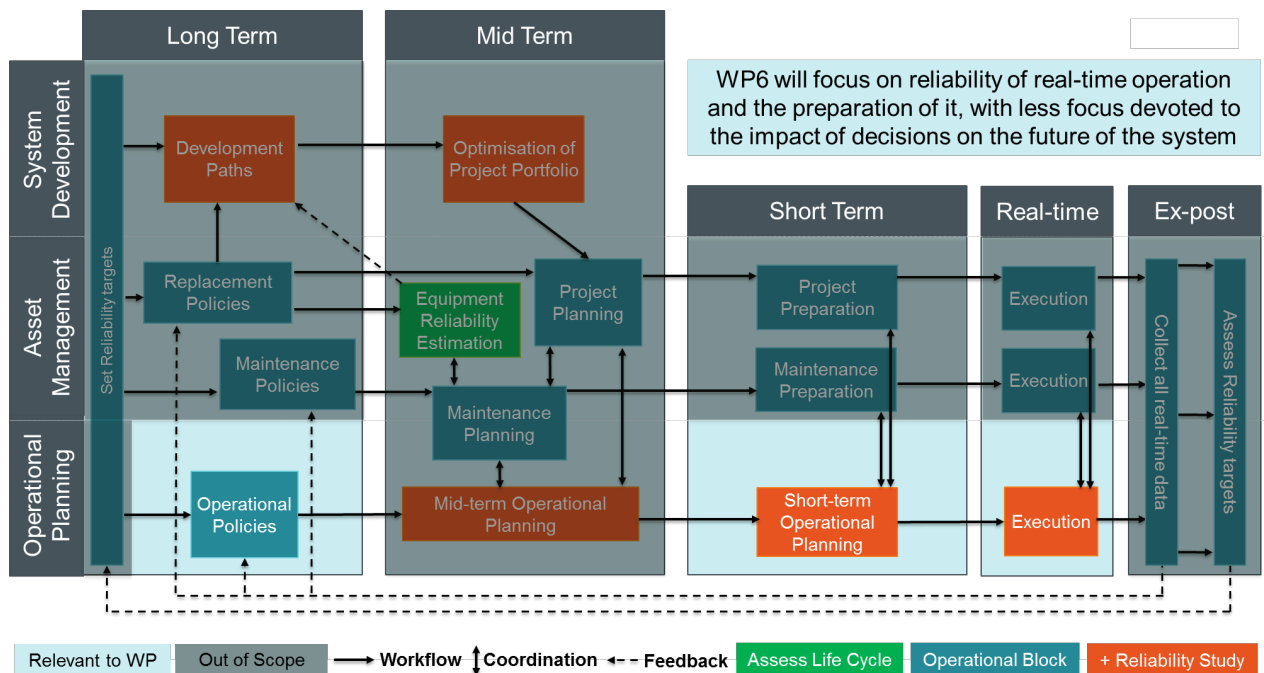 Long Term
Mid Term
WP6 will focus on reliability of real-time operation
and the preparation of it, with less focus devoted to
the impact of decisions on the future of the system
Short Term
Real-time
Ex-post
System
Development
Asset
Management
Operational
Planning
Set Reliability targets
Development
Paths
Optimisation of
Project Portfolio
Replacement
Policies
Equipment
Reliability
Estimation
Project
Planning
Project
Preparation
Execution
Maintenance
Policies
Maintenance
Planning
Maintenance
Preparation
Execution
Operational
Policies
Mid-term Operational
Planning
Short-term
Operational
Planning
Execution
Collect all real-time data
Assess Reliability targets
Relevant to WP
Out of Scope
Workflow
Coordination
Feedback
Assess Life Cycle
Operational Block
+ Reliability Study